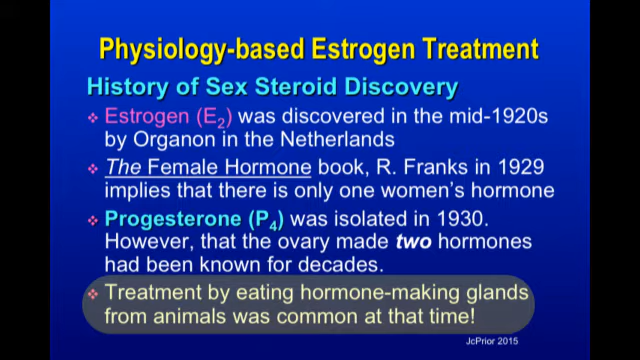 Physiology-based Estrogen Treatment
History of Sex Steroid Discovery
❖ Estrogen (E₂) was discovered in the mid-1920s
by Organon in the Netherlands
❖ The Female Hormone book, R. Franks in 1929
implies that there is only one women's hormone
❖ Progesterone (P₄) was isolated in 1930.
However, that the ovary made two hormones
had been known for decades.
❖ Treatment by eating hormone-making glands
from animals was common at that time!
JcPrior 2015